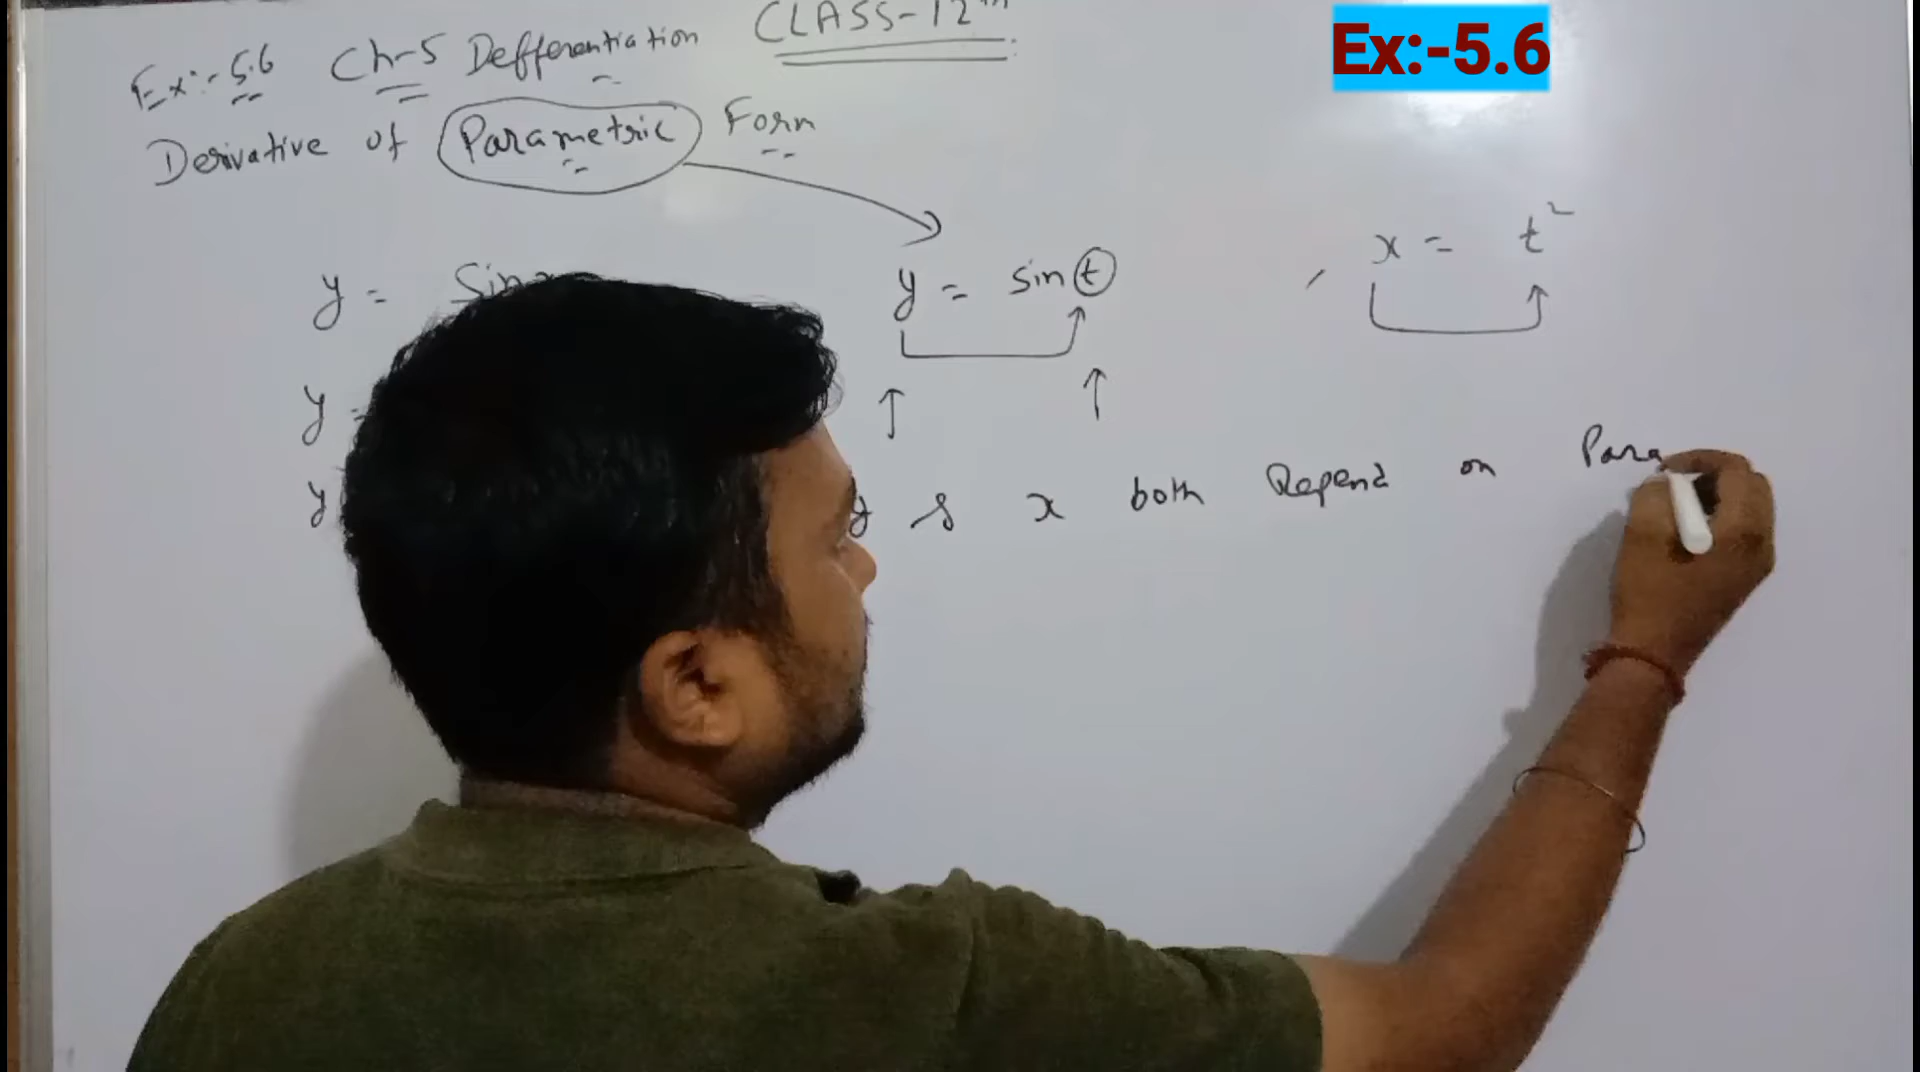 Ex:-5.6
CLASS-12th
Ex:-5.6 Ch-5 Defferentiation
Derivative of Parametric Form
y = Sin
y = sin t , x = t²
y =
y
y & x both Depend on Para